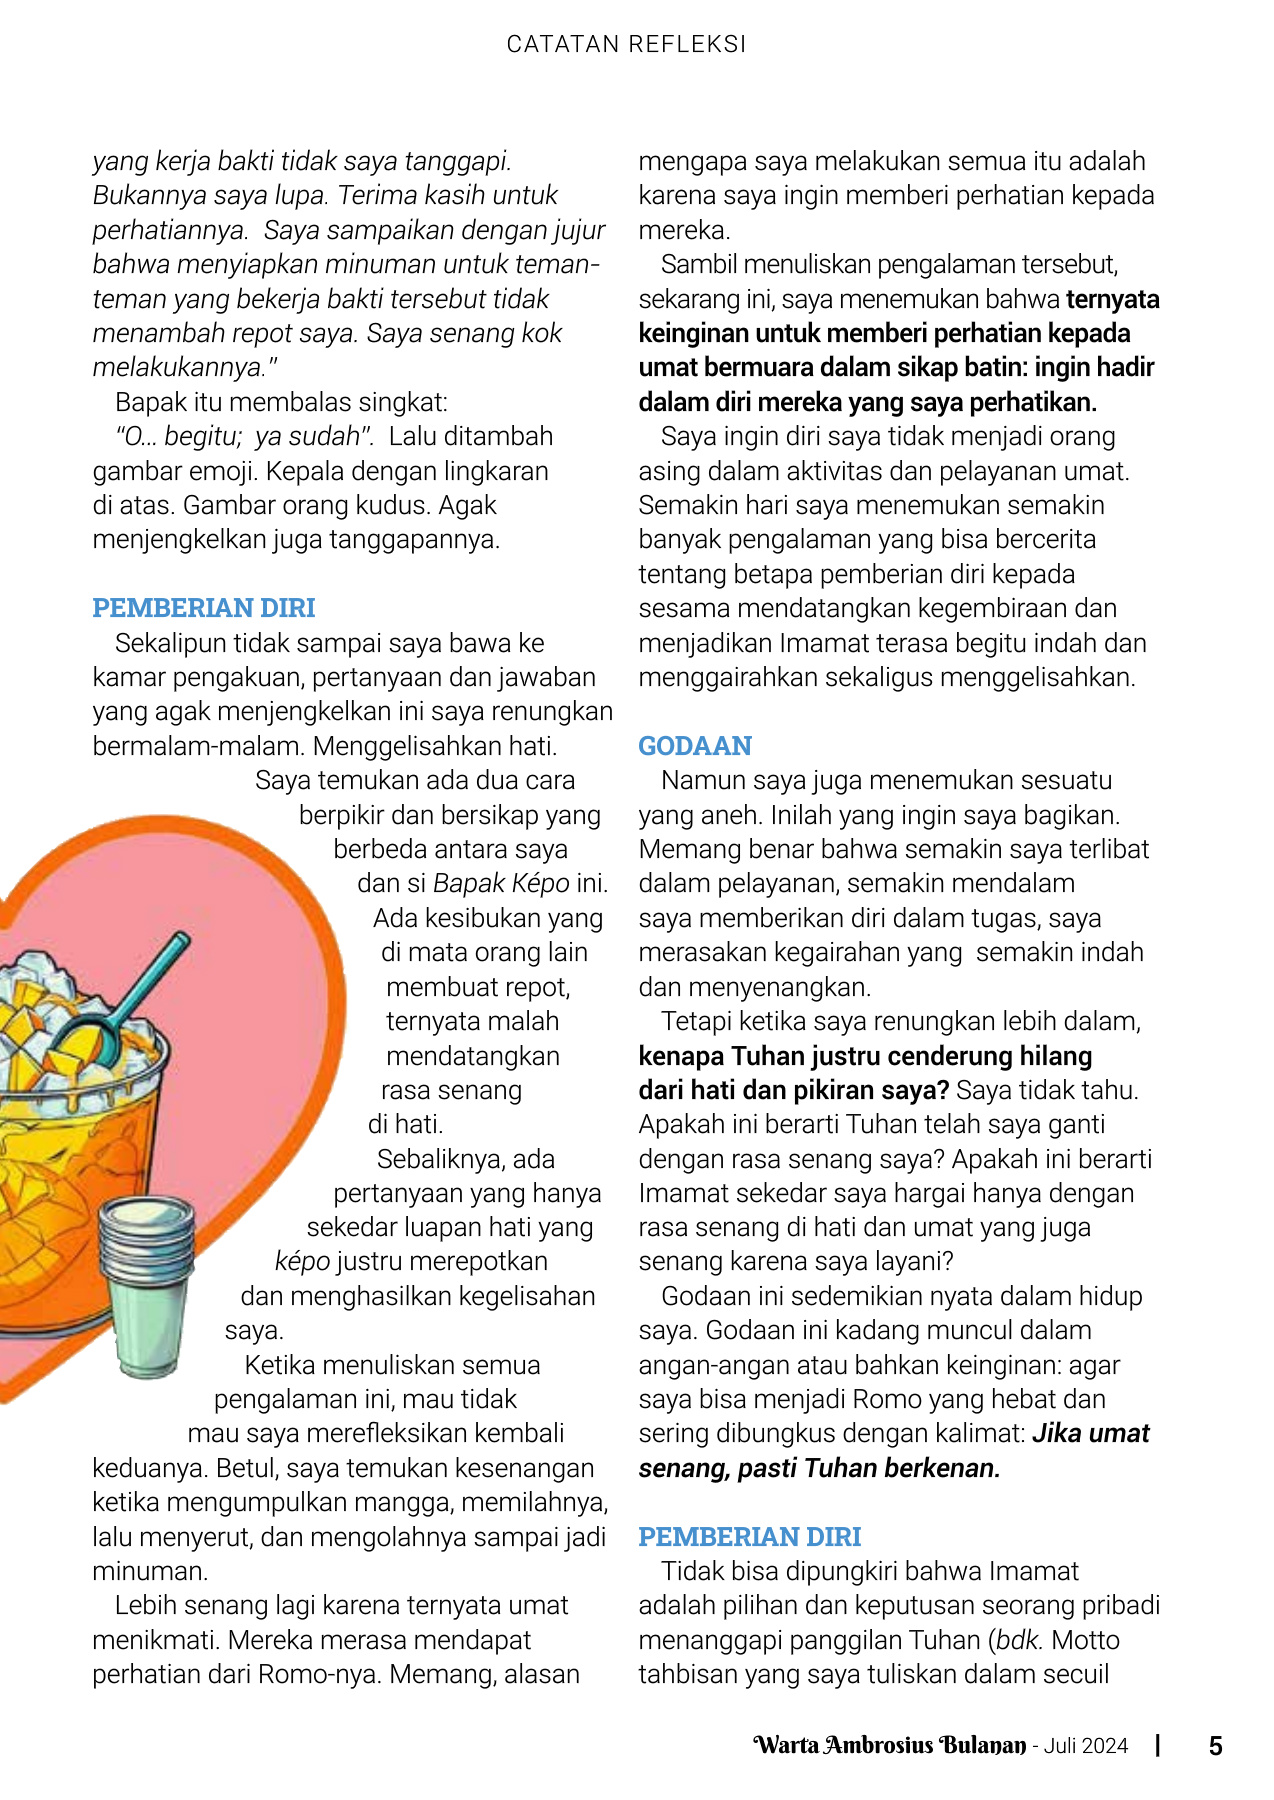 CATATAN REFLEKSI
yang kerja bakti tidak saya tanggapi.
Bukannya saya lupa. Terima kasih untuk
perhatiannya.  Saya sampaikan dengan jujur
bahwa menyiapkan minuman untuk teman-
teman yang bekerja bakti tersebut tidak
menambah repot saya. Saya senang kok
melakukannya."
Bapak itu membalas singkat:
"O... begitu;  ya sudah".  Lalu ditambah
gambar emoji. Kepala dengan lingkaran
di atas. Gambar orang kudus. Agak
menjengkelkan juga tanggapannya.
PEMBERIAN DIRI
Sekalipun tidak sampai saya bawa ke
kamar pengakuan, pertanyaan dan jawaban
yang agak menjengkelkan ini saya renungkan
bermalam-malam. Menggelisahkan hati.
Saya temukan ada dua cara
berpikir dan bersikap yang
berbeda antara saya
dan si Bapak Képo ini.
Ada kesibukan yang
di mata orang lain
membuat repot,
ternyata malah
mendatangkan
rasa senang
di hati.
Sebaliknya, ada
pertanyaan yang hanya
sekedar luapan hati yang
képo justru merepotkan
dan menghasilkan kegelisahan
saya.
Ketika menuliskan semua
pengalaman ini, mau tidak
mau saya merefleksikan kembali
keduanya. Betul, saya temukan kesenangan
ketika mengumpulkan mangga, memilahnya,
lalu menyerut, dan mengolahnya sampai jadi
minuman.
Lebih senang lagi karena ternyata umat
menikmati. Mereka merasa mendapat
perhatian dari Romo-nya. Memang, alasan
mengapa saya melakukan semua itu adalah
karena saya ingin memberi perhatian kepada
mereka.
Sambil menuliskan pengalaman tersebut,
sekarang ini, saya menemukan bahwa ternyata
keinginan untuk memberi perhatian kepada
umat bermuara dalam sikap batin: ingin hadir
dalam diri mereka yang saya perhatikan.
Saya ingin diri saya tidak menjadi orang
asing dalam aktivitas dan pelayanan umat.
Semakin hari saya menemukan semakin
banyak pengalaman yang bisa bercerita
tentang betapa pemberian diri kepada
sesama mendatangkan kegembiraan dan
menjadikan Imamat terasa begitu indah dan
menggairahkan sekaligus menggelisahkan.
GODAAN
Namun saya juga menemukan sesuatu
yang aneh. Inilah yang ingin saya bagikan.
Memang benar bahwa semakin saya terlibat
dalam pelayanan, semakin mendalam
saya memberikan diri dalam tugas, saya
merasakan kegairahan yang  semakin indah
dan menyenangkan.
Tetapi ketika saya renungkan lebih dalam,
kenapa Tuhan justru cenderung hilang
dari hati dan pikiran saya? Saya tidak tahu.
Apakah ini berarti Tuhan telah saya ganti
dengan rasa senang saya? Apakah ini berarti
Imamat sekedar saya hargai hanya dengan
rasa senang di hati dan umat yang juga
senang karena saya layani?
Godaan ini sedemikian nyata dalam hidup
saya. Godaan ini kadang muncul dalam
angan-angan atau bahkan keinginan: agar
saya bisa menjadi Romo yang hebat dan
sering dibungkus dengan kalimat: Jika umat
senang, pasti Tuhan berkenan.
PEMBERIAN DIRI
Tidak bisa dipungkiri bahwa Imamat
adalah pilihan dan keputusan seorang pribadi
menanggapi panggilan Tuhan (bdk. Motto
tahbisan yang saya tuliskan dalam secuil
Warta Ambrosius Bulanan - Juli 2024 | 5